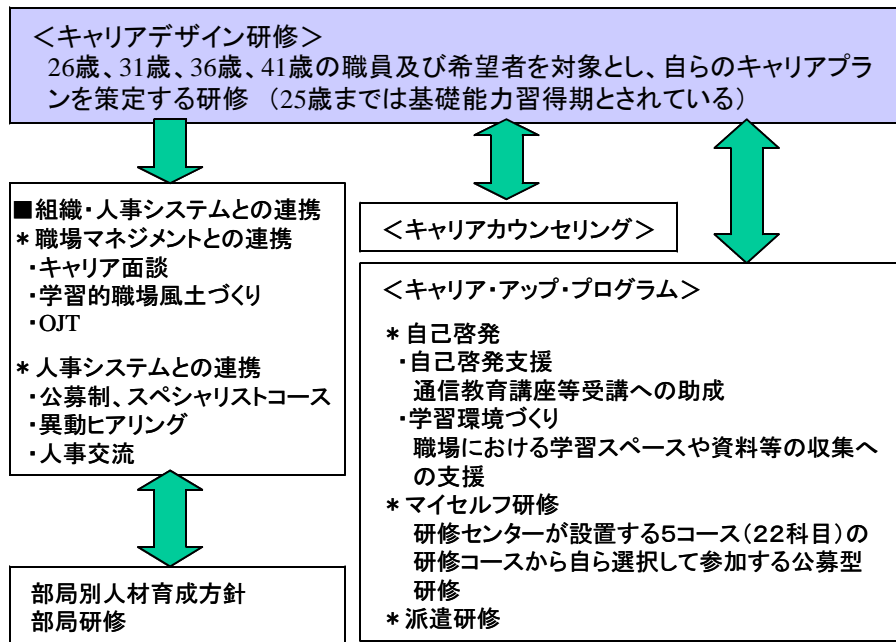 ＜キャリアデザイン研修＞
26歳、31歳、36歳、41歳の職員及び希望者を対象とし、自らのキャリアプラ
ンを策定する研修　（25歳までは基礎能力習得期とされている）
■組織・人事システムとの連携
＊職場マネジメントとの連携
・キャリア面談
・学習的職場風土づくり
・OJT
＊人事システムとの連携
・公募制、スペシャリストコース
・異動ヒアリング
・人事交流
部局別人材育成方針
部局研修
＜キャリアカウンセリング＞
＜キャリア・アップ・プログラム＞
＊自己啓発
・自己啓発支援
通信教育講座等受講への助成
・学習環境づくり
職場における学習スペースや資料等の収集へ
の支援
＊マイセルフ研修
研修センターが設置する5コース（２２科目）の
研修コースから自ら選択して参加する公募型
研修
＊派遣研修